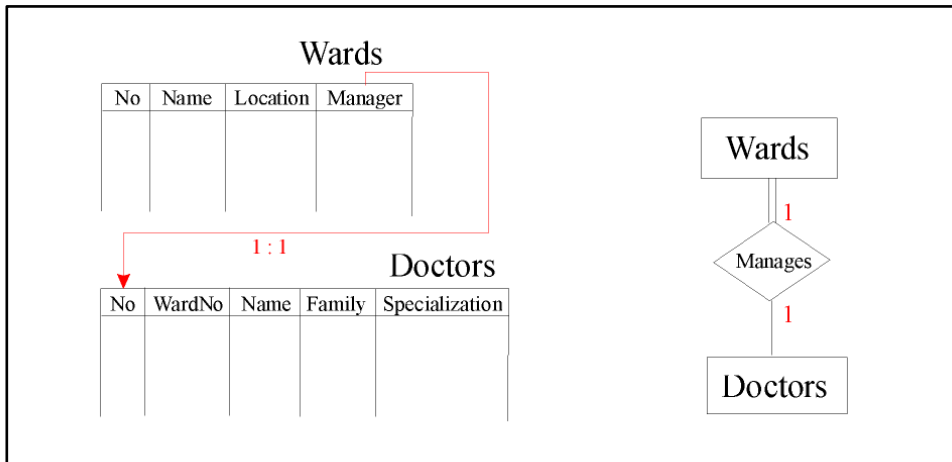 Wards
No Name Location Manager
1 : 1
Doctors
No WardNo Name Family Specialization
Wards
1
Manages
1
Doctors